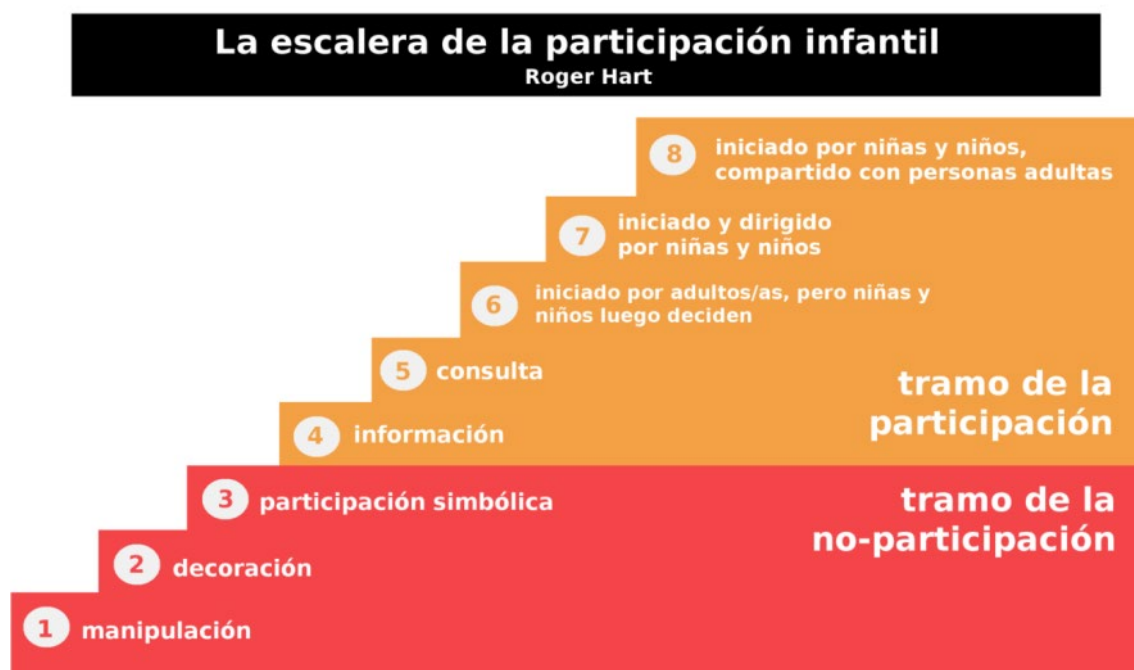 La escalera de la participación infantil
Roger Hart
8 iniciado por niñas y niños,
compartido con personas adultas
7 iniciado y dirigido
por niñas y niños
6 iniciado por adultos/as, pero niñas y
niños luego deciden
5 consulta
tramo de la
participación
4 información
3 participación simbólica
tramo de la
no-participación
2 decoración
1 manipulación